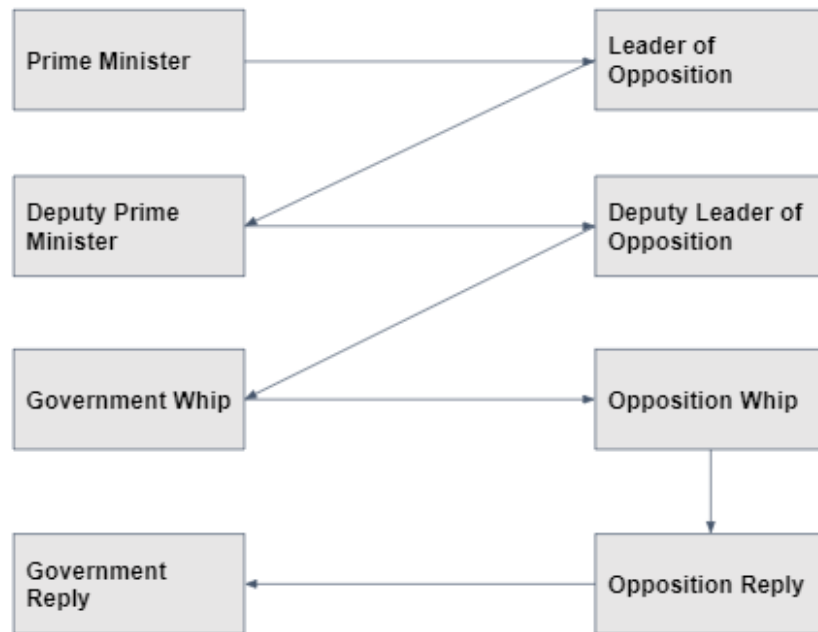 Prime Minister
Leader of
Opposition
Deputy Prime
Minister
Deputy Leader of
Opposition
Government Whip
Opposition Whip
Government
Reply
Opposition Reply